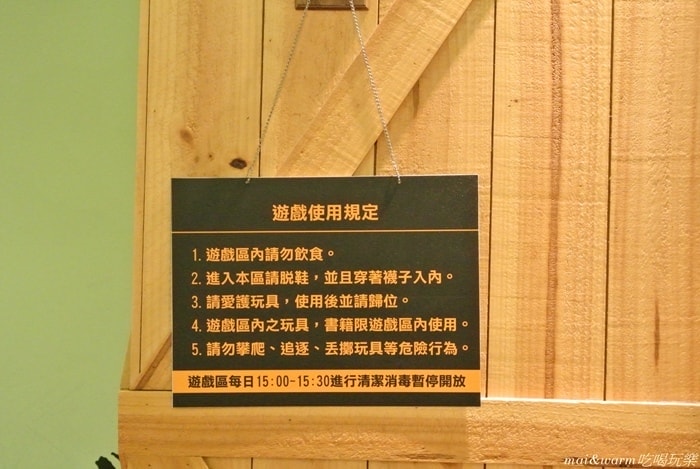 遊戲使用規定
1. 遊戲區內請勿飲食。
2. 進入本區請脫鞋，並且穿著襪子入內。
3. 請愛護玩具，使用後並請歸位。
4. 遊戲區內之玩具，書籍限遊戲區內使用。
5. 請勿攀爬、追逐、丟擲玩具等危險行為。
遊戲區每日15:00-15:30進行清潔消毒暫停開放
mai&warm吃喝玩樂